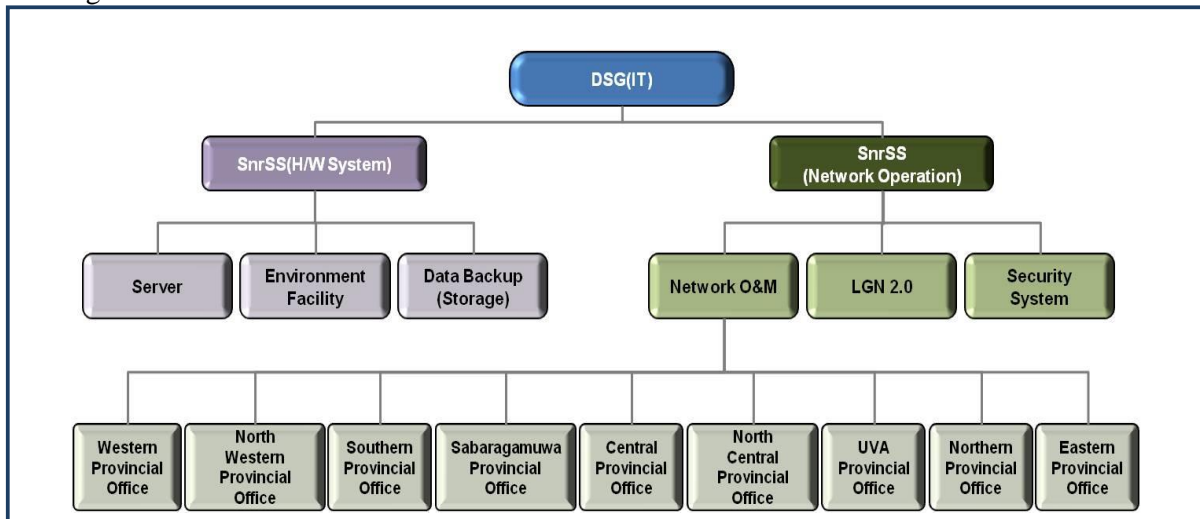 DSG(IT)
SnrSS(H/W System)
SnrSS
(Network Operation)
Server
Environment
Facility
Data Backup
(Storage)
Network O&M
LGN 2.0
Security
System
Western
Provincial
Office
North
Western
Provincial
Office
Southern
Provincial
Office
Sabaragamuwa
Provincial
Office
Central
Provincial
Office
North
Central
Provincial
Office
UVA
Provincial
Office
Northern
Provincial
Office
Eastern
Provincial
Office